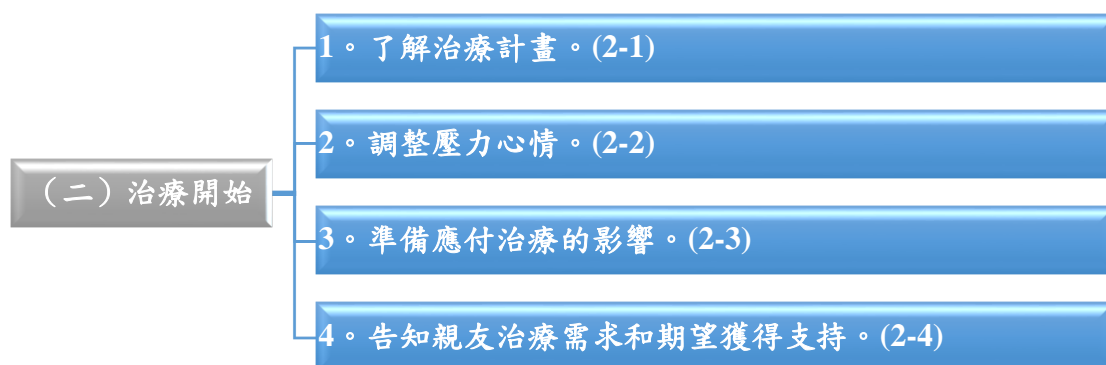 1。了解治療計畫。(2-1)
2。調整壓力心情。(2-2)
（二）治療開始
3。準備應付治療的影響。(2-3)
4。告知親友治療需求和期望獲得支持。(2-4)